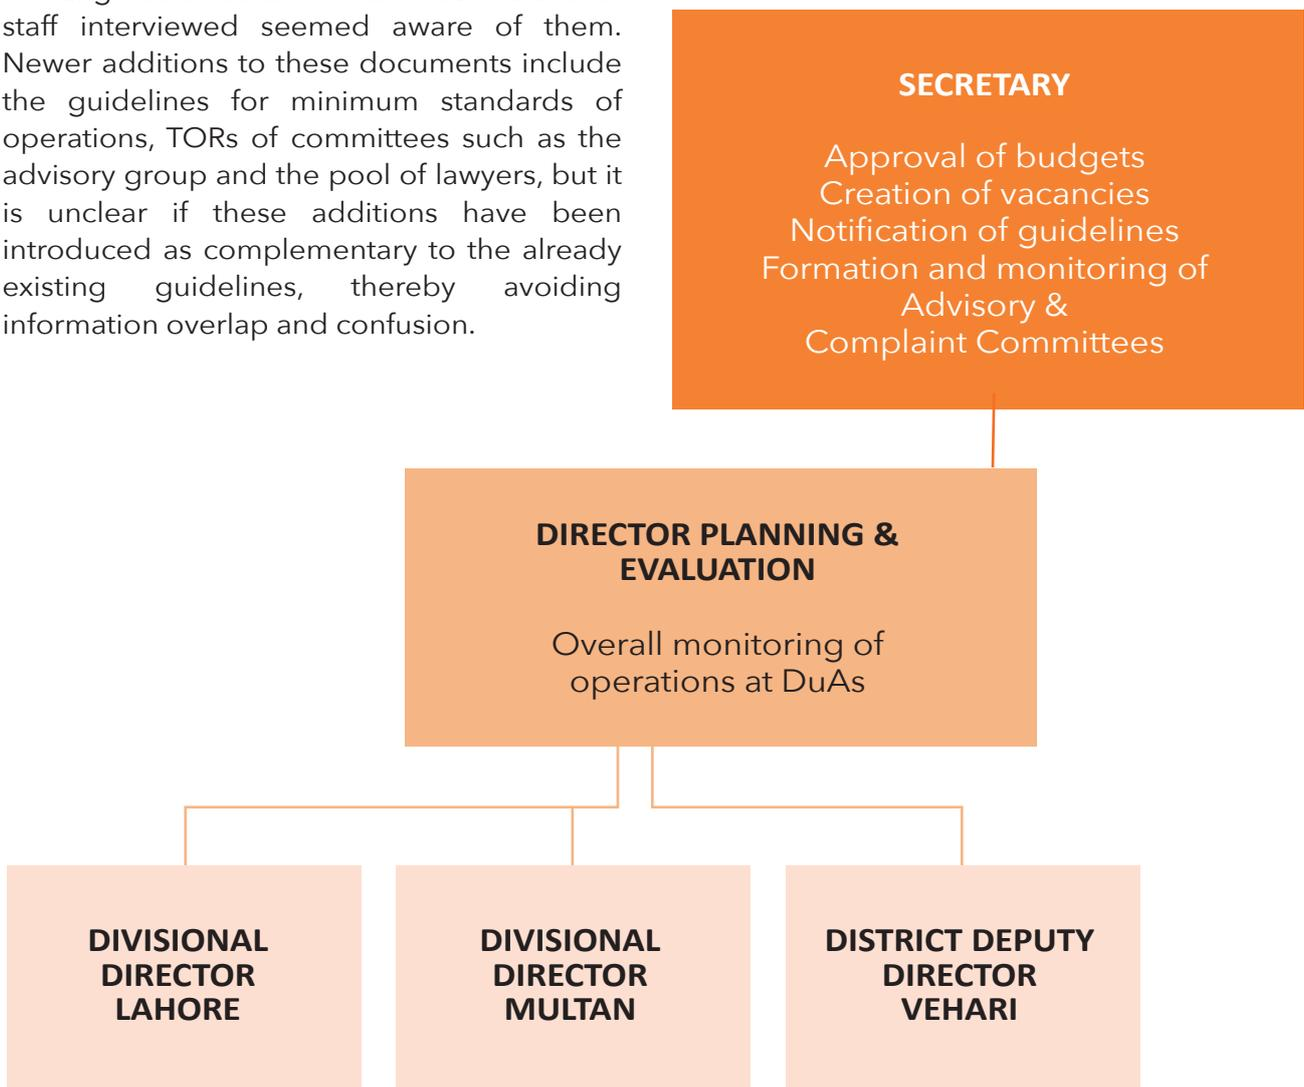 staff interviewed seemed aware of them.
Newer additions to these documents include
the guidelines for minimum standards of
operations, TORs of committees such as the
advisory group and the pool of lawyers, but it
is unclear if these additions have been
introduced as complementary to the already
existing guidelines, thereby avoiding
information overlap and confusion.
SECRETARY
Approval of budgets
Creation of vacancies
Notification of guidelines
Formation and monitoring of
Advisory &
Complaint Committees
DIRECTOR PLANNING &
EVALUATION
Overall monitoring of
operations at DuAs
DIVISIONAL
DIRECTOR
LAHORE
DIVISIONAL
DIRECTOR
MULTAN
DISTRICT DEPUTY
DIRECTOR
VEHARI